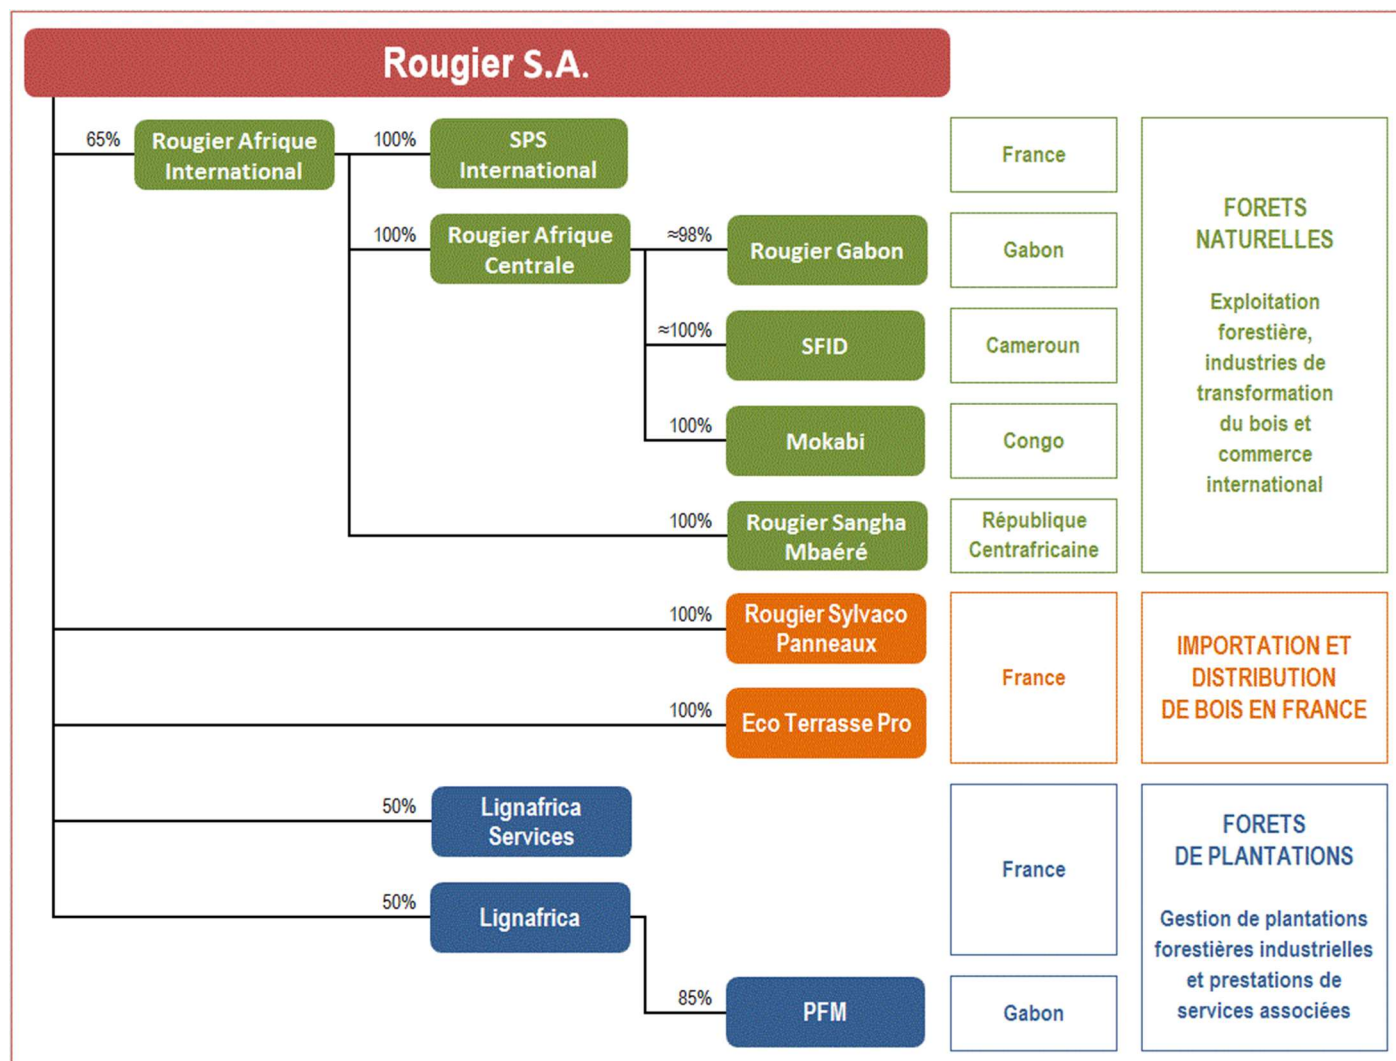 Rougier S.A.
65%
Rougier Afrique
International
100%
SPS
International
France
100%
Rougier Afrique
Centrale
≈98%
Rougier Gabon
Gabon
≈100%
SFID
Cameroun
100%
Mokabi
Congo
100%
Rougier Sangha
Mbaéré
République
Centrafricaine
FORETS
NATURELLES
Exploitation
forestière,
industries de
transformation
du bois et
commerce
international
100%
Rougier Sylvaco
Panneaux
100%
Eco Terrasse Pro
France
IMPORTATION ET
DISTRIBUTION
DE BOIS EN FRANCE
50%
Lignafrica
Services
50%
Lignafrica
France
85%
PFM
Gabon
FORETS
DE PLANTATIONS
Gestion de plantations
forestières industrielles
et prestations de
services associées